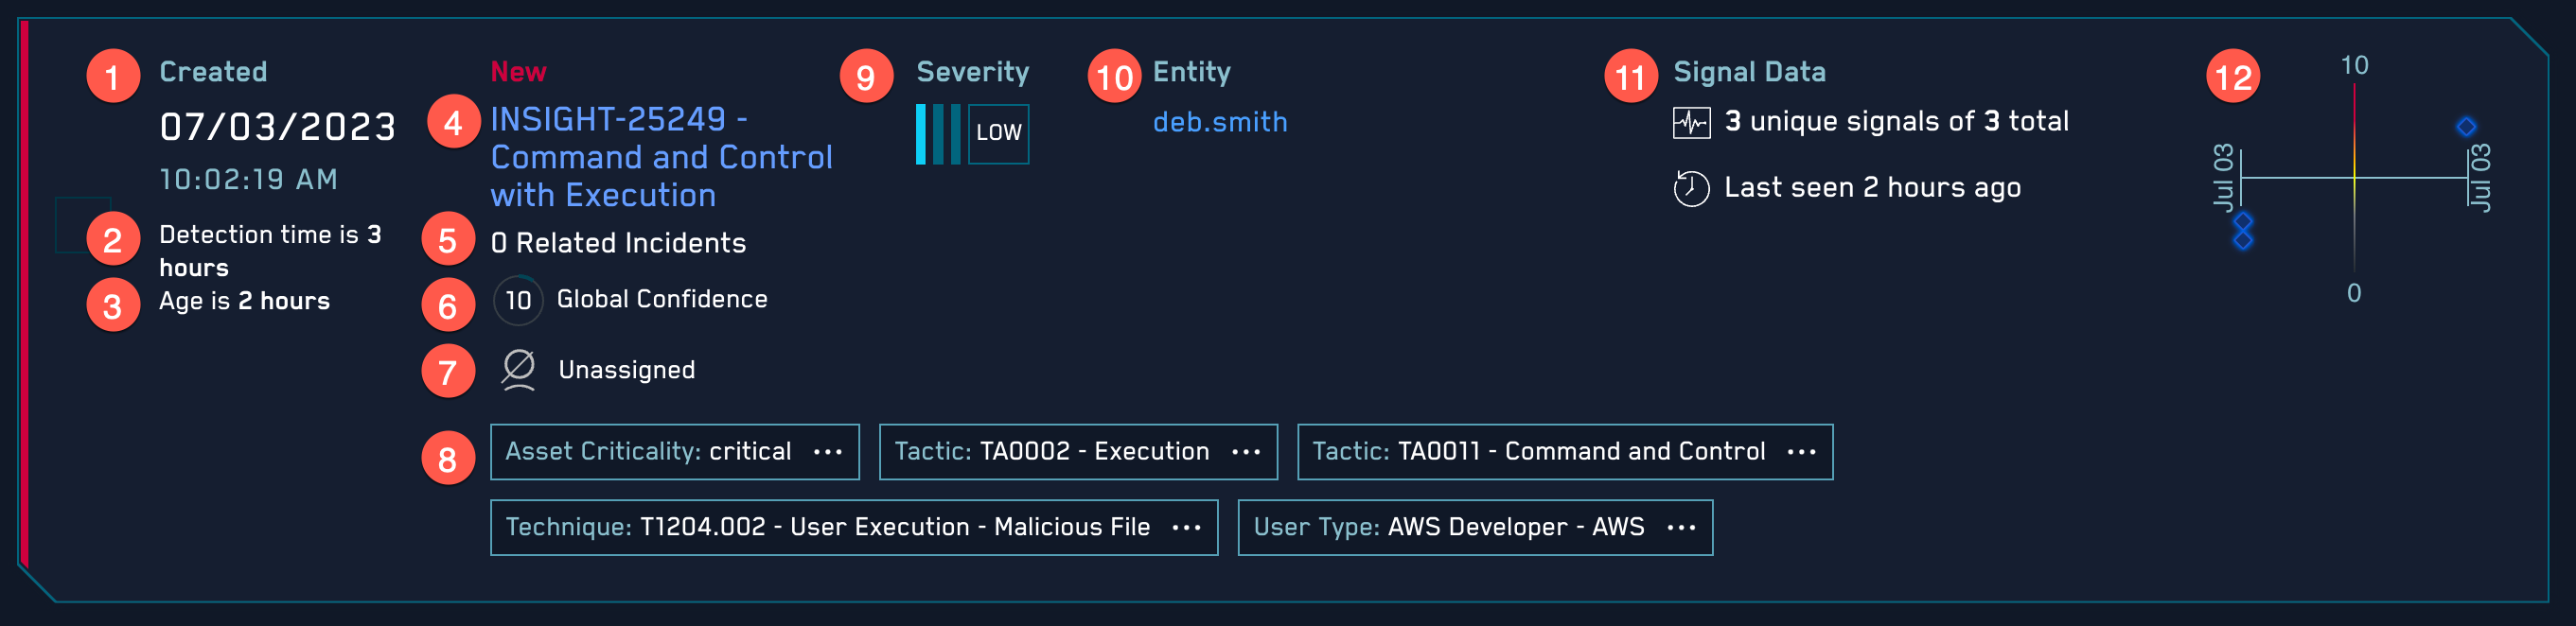 1 Created
07/03/2023
10:02:19 AM
2 Detection time is 3
hours
3 Age is 2 hours
New
4 INSIGHT-25249 -
Command and Control
with Execution
5 0 Related Incidents
6 10 Global Confidence
7 Unassigned
8 Asset Criticality: critical ••• Tactic: TA0002 - Execution ••• Tactic: TA0011 - Command and Control •••
Technique: T1204.002 - User Execution - Malicious File ••• User Type: AWS Developer - AWS •••
9 Severity
LOW
10 Entity
deb.smith
11 Signal Data
3 unique signals of 3 total
Last seen 2 hours ago
12
10
Jul 03
Jul 03
0